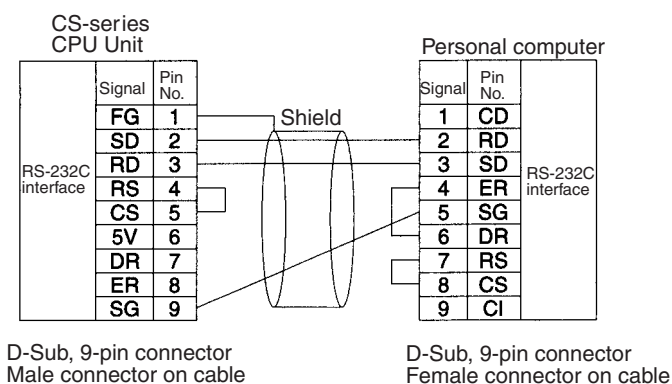 CS-series
CPU Unit
Personal computer
Signal Pin No.
FG 1
SD 2
RD 3
RS 4
CS 5
5V 6
DR 7
ER 8
SG 9
RS-232C
interface
Shield
Signal Pin No.
1 CD
2 RD
3 SD
4 ER
5 SG
6 DR
7 RS
8 CS
9 CI
RS-232C
interface
D-Sub, 9-pin connector
Male connector on cable
D-Sub, 9-pin connector
Female connector on cable